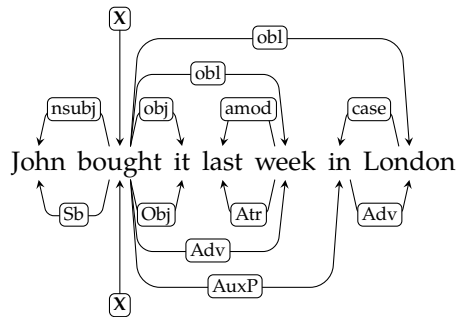 X
obl
obl
nsubj obj amod case
John bought it last week in London
Sb Obj Atr Adv
Adv
AuxP
X